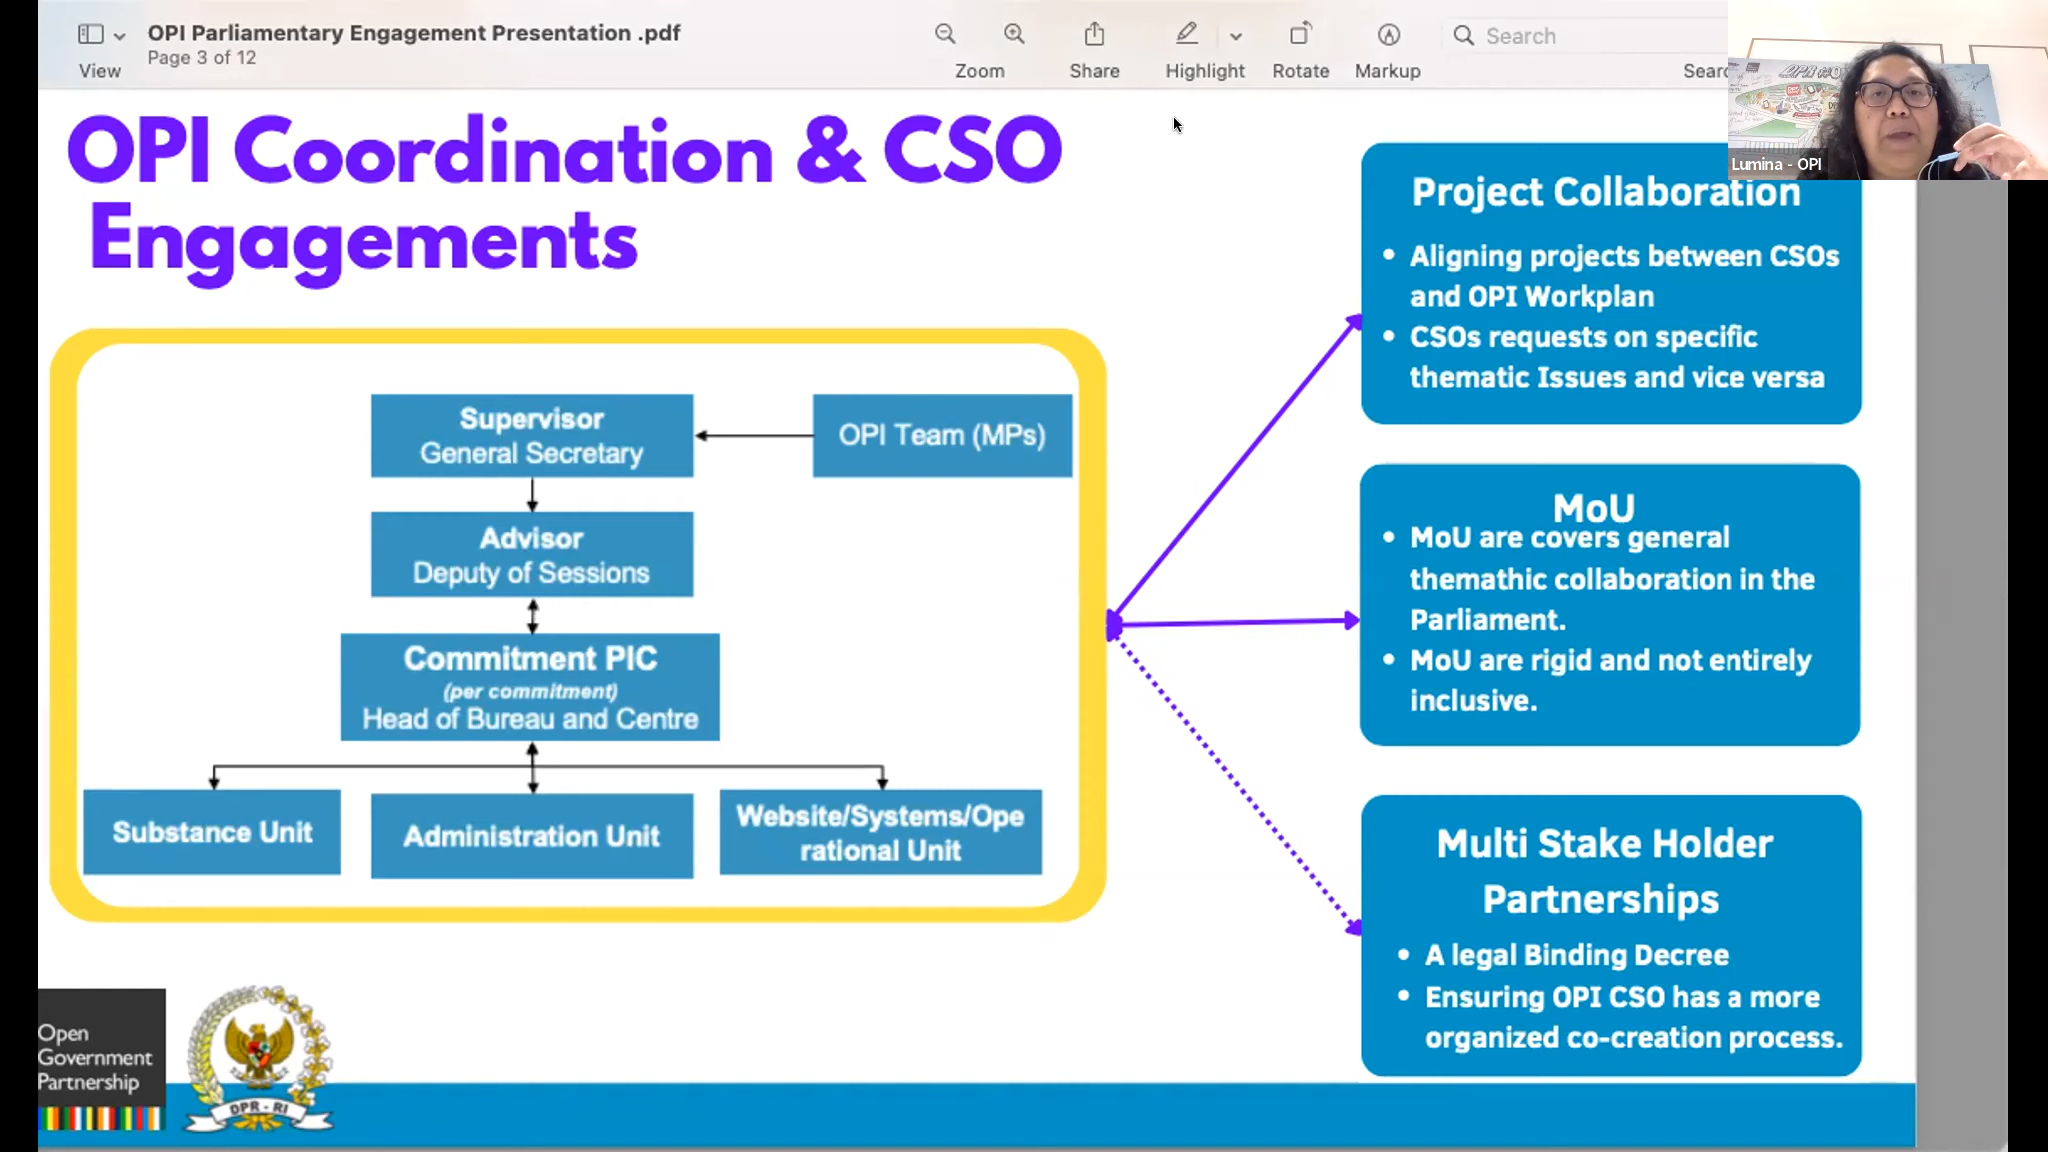 OPI Parliamentary Engagement Presentation .pdf
Page 3 of 12
View
Zoom
Share
Highlight
Rotate
Markup
Search
Lumina - OPI
OPI Coordination & CSO
Engagements
Supervisor
General Secretary
OPI Team (MPs)
Advisor
Deputy of Sessions
Commitment PIC
(per commitment)
Head of Bureau and Centre
Substance Unit
Administration Unit
Website/Systems/Ope
rational Unit
Project Collaboration
• Aligning projects between CSOs
and OPI Workplan
• CSOs requests on specific
thematic Issues and vice versa
MoU
• MoU are covers general
themathic collaboration in the
Parliament.
• MoU are rigid and not entirely
inclusive.
Multi Stake Holder
Partnerships
• A legal Binding Decree
• Ensuring OPI CSO has a more
organized co-creation process.
Open
Government
Partnership
DPR - RI